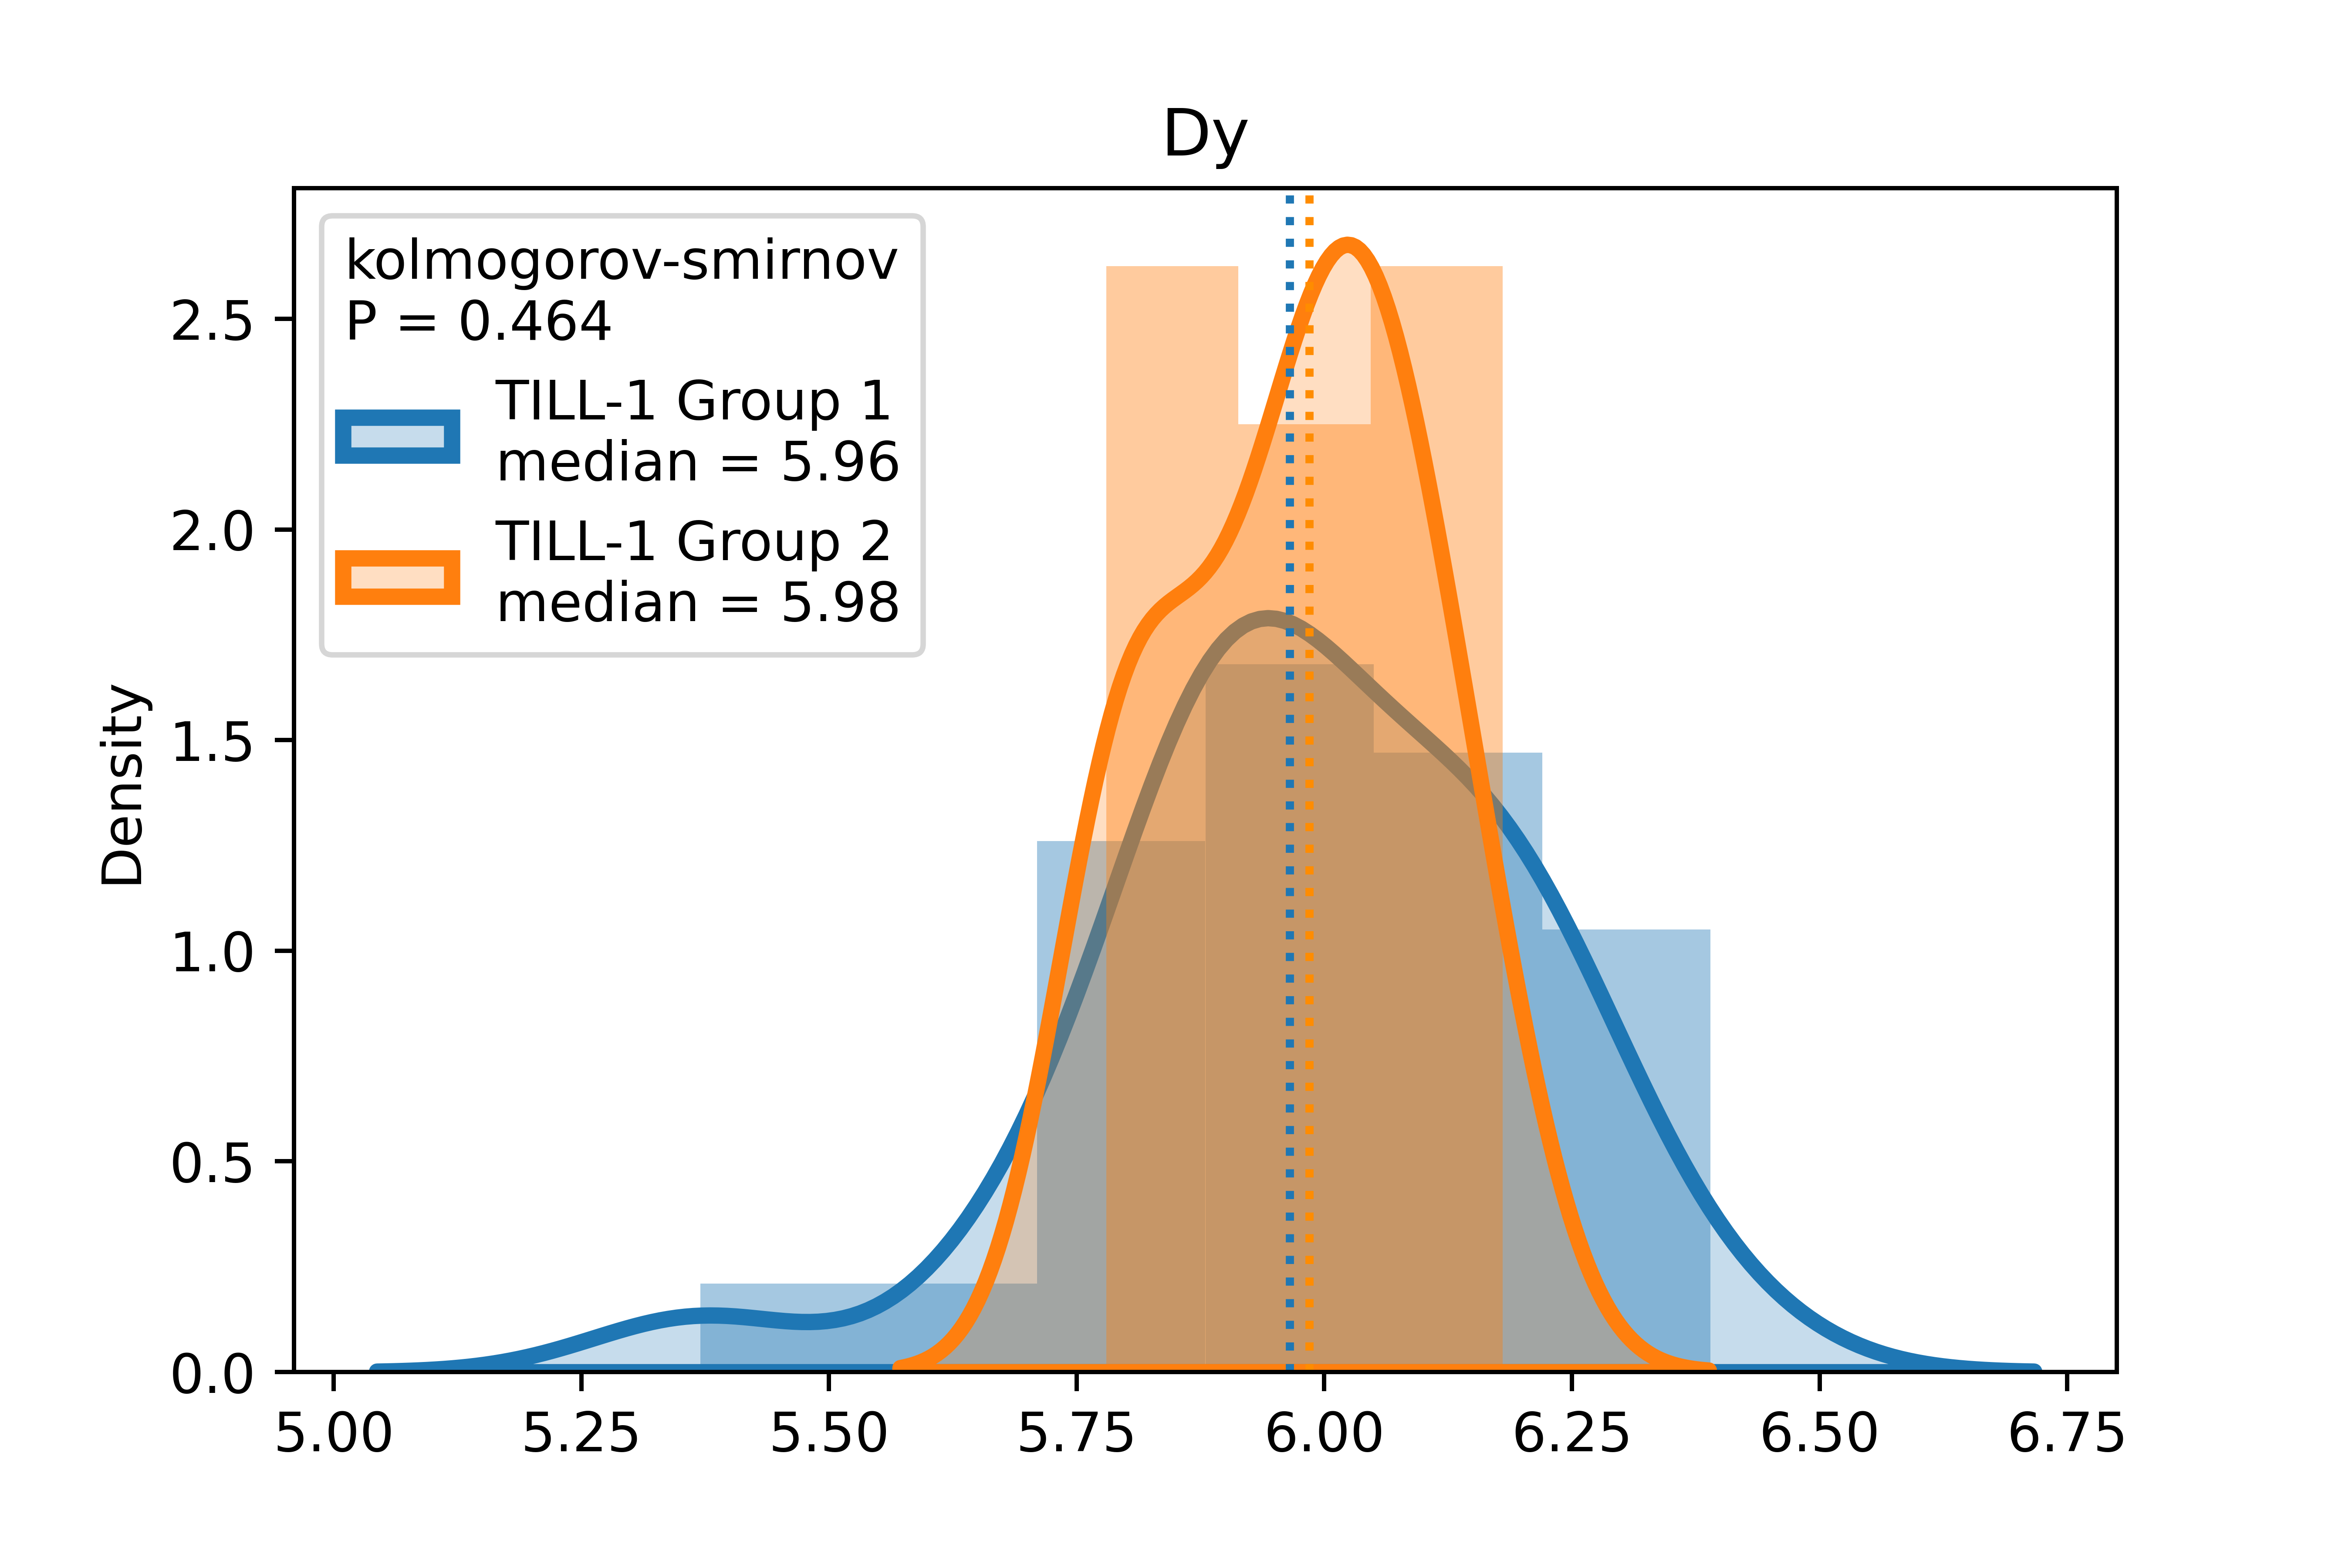 Dy
kolmogorov-smirnov
P = 0.464
TILL-1 Group 1
median = 5.96
TILL-1 Group 2
median = 5.98
Density
2.5
2.0
1.5
1.0
0.5
0.0
5.00 5.25 5.50 5.75 6.00 6.25 6.50 6.75